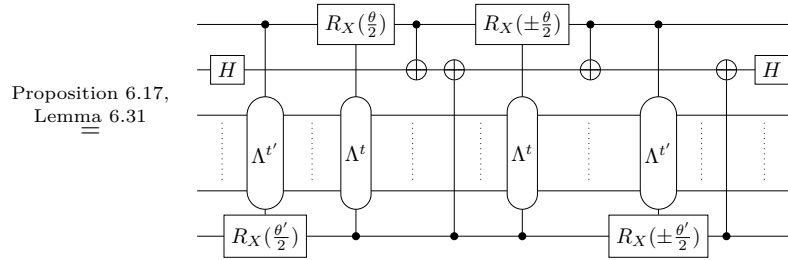 R_X(θ/2) R_X(±θ/2)
H H
Proposition 6.17,
Lemma 6.31
=
Λ^{t'} Λ^t Λ^t Λ^{t'}
R_X(θ'/2) R_X(±θ'/2)